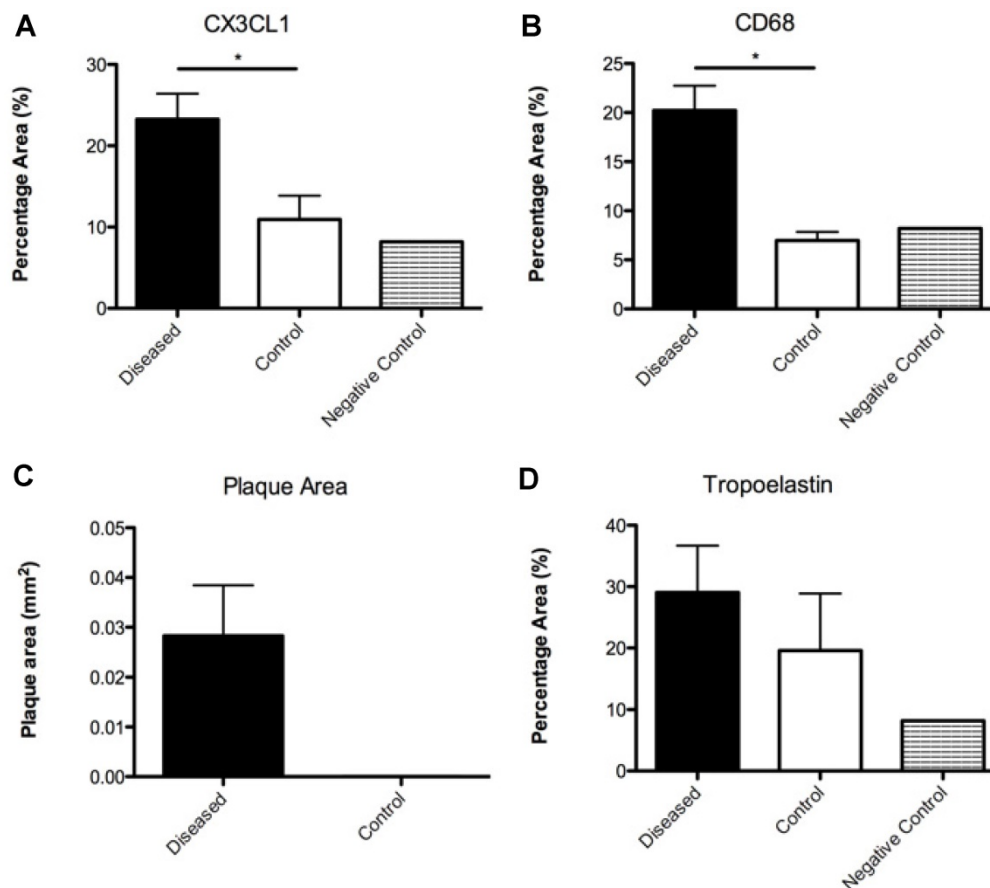 A
CX3CL1
Percentage Area (%)
30
20
10
0
*
Diseased
Control
Negative Control
B
CD68
Percentage Area (%)
25
20
15
10
5
0
*
Diseased
Control
Negative Control
C
Plaque Area
Plaque area (mm²)
0.05
0.04
0.03
0.02
0.01
0.00
Diseased
Control
D
Tropoelastin
Percentage Area (%)
40
30
20
10
0
Diseased
Control
Negative Control